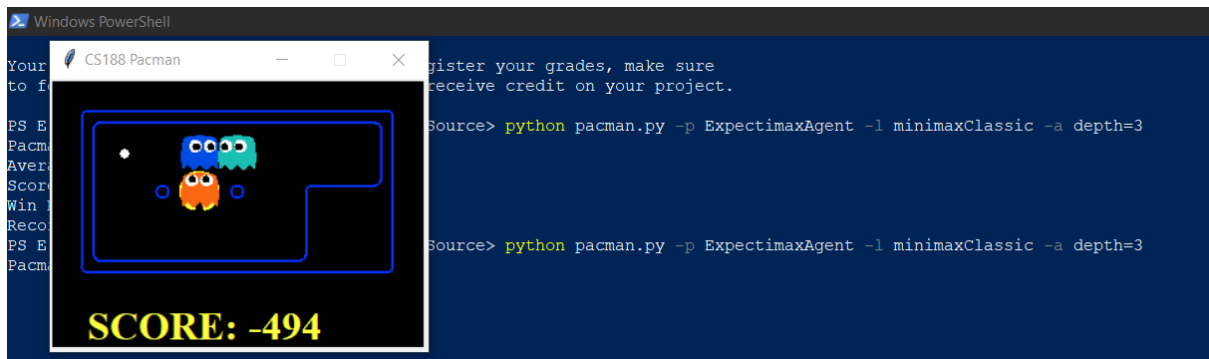 Windows PowerShell
CS188 Pacman
Your gister your grades, make sure
to f receive credit on your project.
PS E Source> python pacman.py -p ExpectimaxAgent -l minimaxClassic -a depth=3
Pacm
Aver
Scor
Win
Reco
PS E Source> python pacman.py -p ExpectimaxAgent -l minimaxClassic -a depth=3
Pacm
SCORE: -494